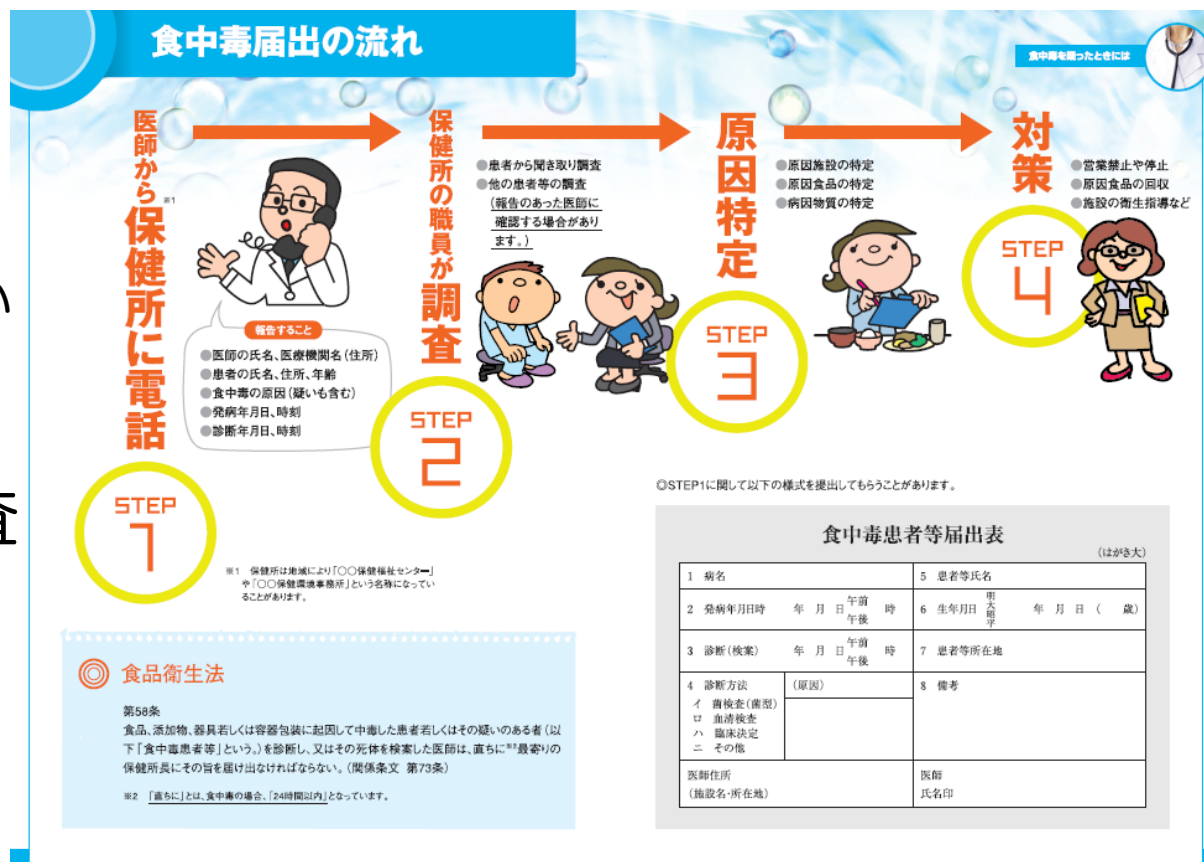 食中毒届出の流れ
食中毒を疑ったときには
医師から保健所に電話
※1
報告すること
●医師の氏名、医療機関名(住所)
●患者の氏名、住所、年齢
●食中毒の原因(疑いも含む)
●発病年月日、時刻
●診断年月日、時刻
STEP
1
※1 保健所は地域により「○○保健福祉センター」
や「○○保健環境事務所」という名称になってい
ることがあります。
保健所の職員が調査
●患者から聞き取り調査
●他の患者等の調査
(報告のあった医師に
確認する場合があり
ます。)
STEP
2
原因特定
●原因施設の特定
●原因食品の特定
●病因物質の特定
STEP
3
対策
●営業禁止や停止
●原因食品の回収
●施設の衛生指導など
STEP
4
い
査
食品衛生法
第58条
食品、添加物、器具若しくは容器包装に起因して中毒した患者若しくはその疑いのある者(以
下「食中毒患者等」という。)を診断し、又はその死体を検案した医師は、直ちに※2最寄りの
保健所長にその旨を届け出なければならない。(関係条文 第73条)
※2 「直ちに」とは、食中毒の場合、「24時間以内」となっています。
◎STEP1に関して以下の様式を提出してもらうことがあります。
食中毒患者等届出表
(はがき大)
1 病名
5 患者等氏名
2 発病年月日時 年 月 日 午前 午後 時
6 生年月日 明大昭平 年 月 日 ( 歳)
3 診断(検案) 年 月 日 午前 午後 時
7 患者等所在地
4 診断方法 (原因)
イ 菌検査(菌型)
ロ 血清検査
ハ 臨床決定
ニ その他
8 備考
医師住所
(施設名・所在地)
医師
氏名印